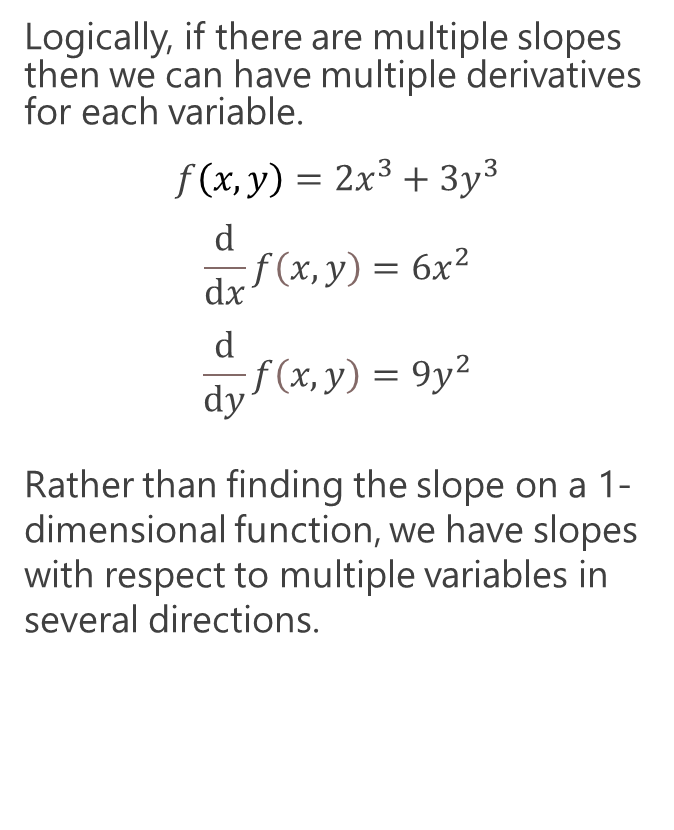 Logically, if there are multiple slopes
then we can have multiple derivatives
for each variable.
f(x, y) = 2x³ + 3y³
d/dx f(x, y) = 6x²
d/dy f(x, y) = 9y²
Rather than finding the slope on a 1-
dimensional function, we have slopes
with respect to multiple variables in
several directions.